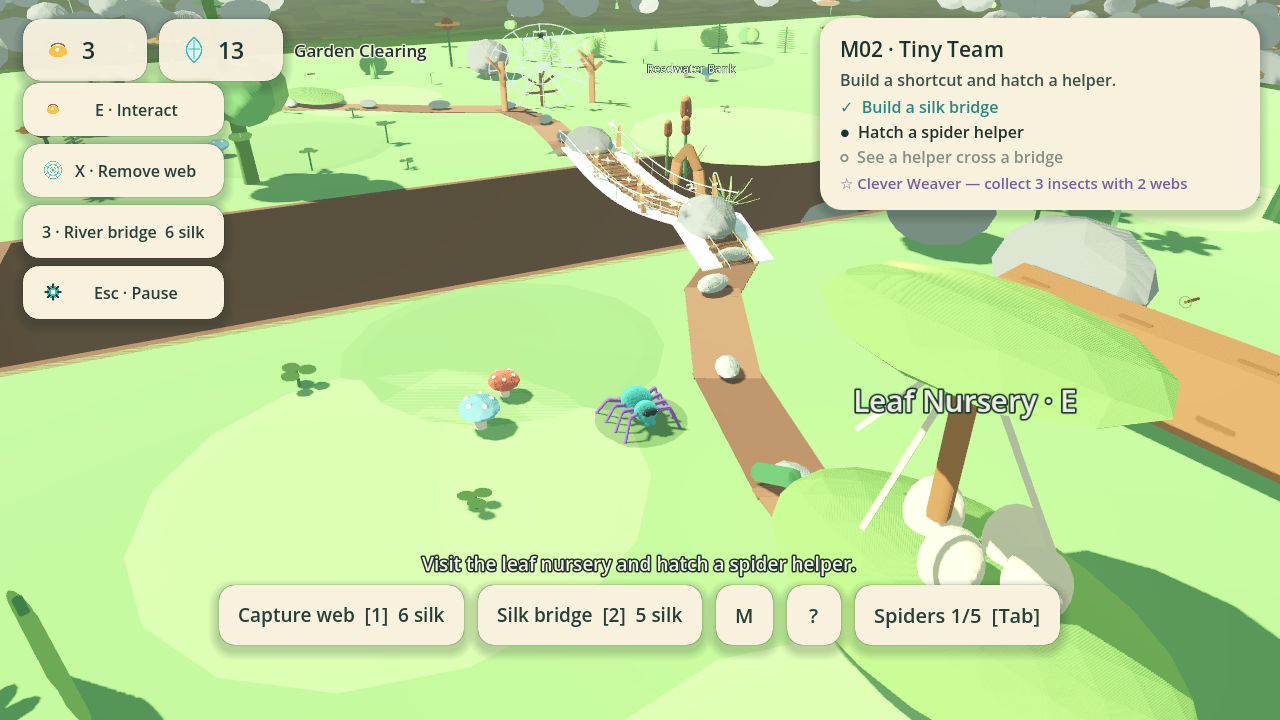 3
13
Garden Clearing
E · Interact
X · Remove web
3 · River bridge 6 silk
Esc · Pause
Reedwater Bank
M02 · Tiny Team
Build a shortcut and hatch a helper.
✓ Build a silk bridge
● Hatch a spider helper
○ See a helper cross a bridge
☆ Clever Weaver — collect 3 insects with 2 webs
Leaf Nursery · E
Visit the leaf nursery and hatch a spider helper.
Capture web [1] 6 silk
Silk bridge [2] 5 silk
M
?
Spiders 1/5 [Tab]